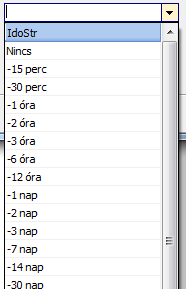 IdoStr
Nincs
-15 perc
-30 perc
-1 óra
-2 óra
-3 óra
-6 óra
-12 óra
-1 nap
-2 nap
-3 nap
-7 nap
-14 nap
-30 nap